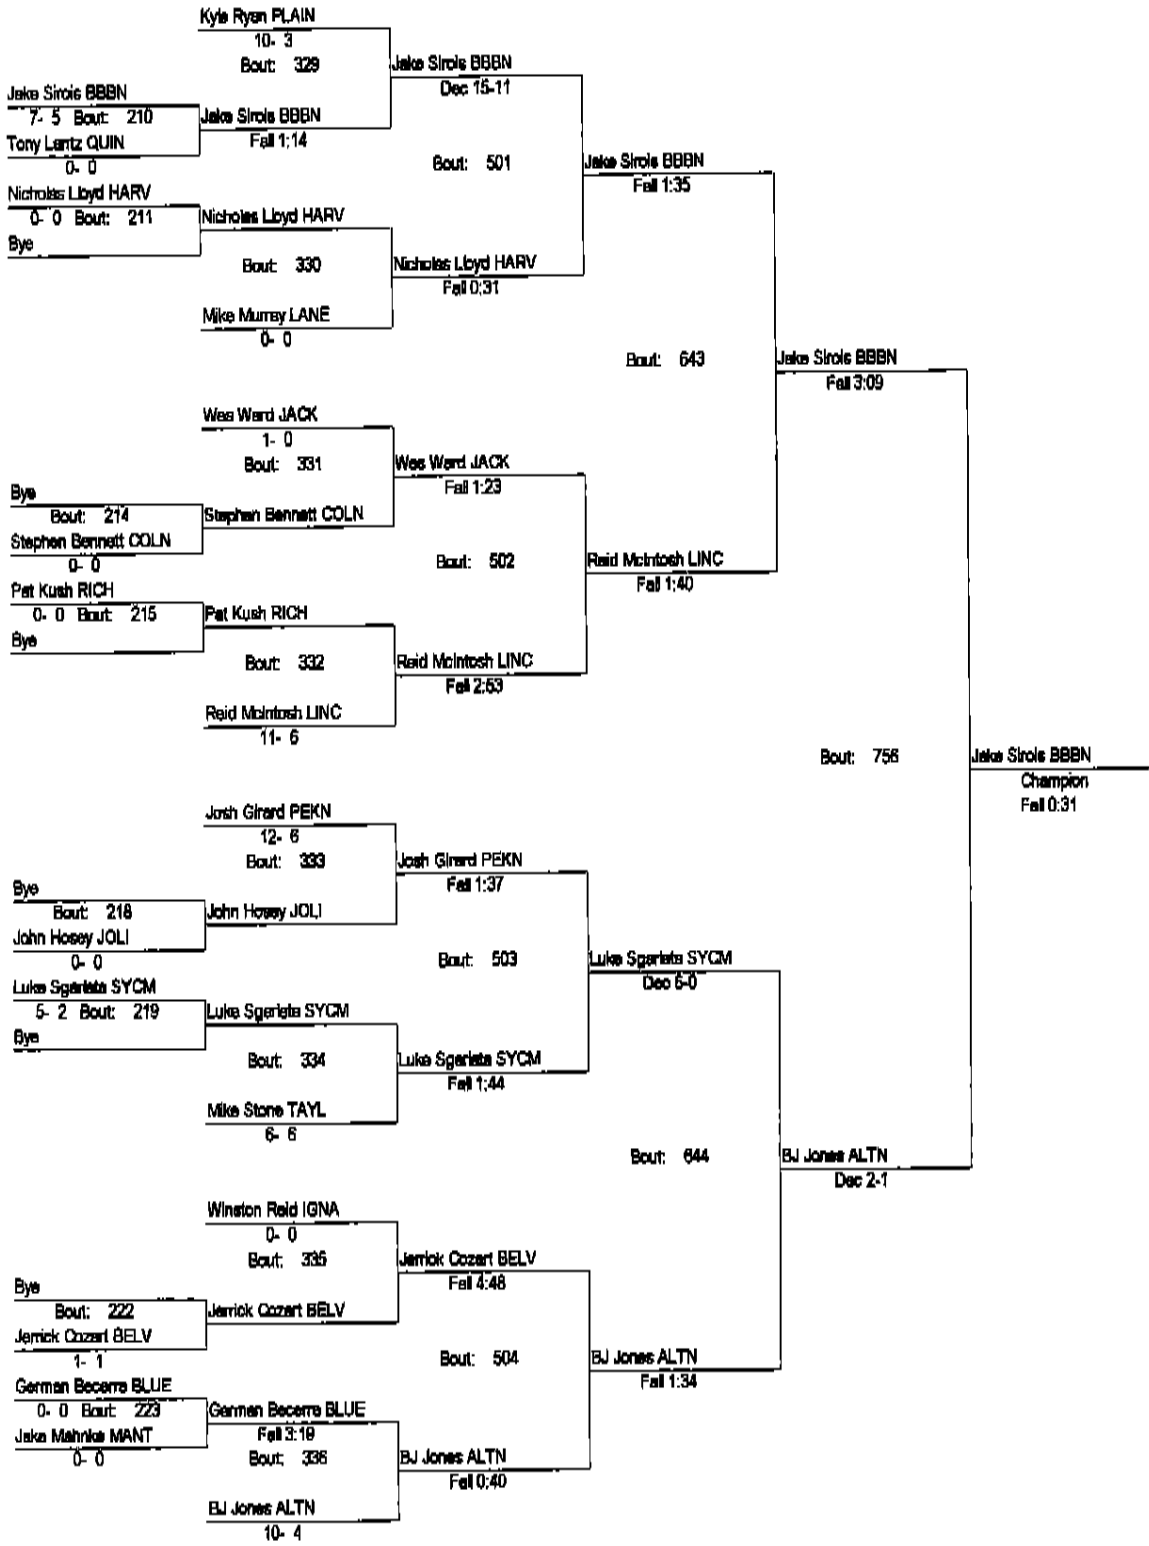 Kyle Ryan PLAIN
10- 3
Bout: 329
Jake Sirois BBBN
Dec 15-11
Jake Sirois BBBN
7- 5 Bout: 210
Jake Sirois BBBN
Fall 1:14
Tony Lantz QUIN
0- 0
Bout: 501
Jake Sirois BBBN
Fall 1:35
Nicholas Lloyd HARV
0- 0 Bout: 211
Nicholas Lloyd HARV
Bye
Bout: 330
Nicholas Lloyd HARV
Fall 0:31
Mike Murray LANE
0- 0
Bout: 643
Jake Sirois BBBN
Fall 3:09
Wes Ward JACK
1- 0
Bout: 331
Wes Ward JACK
Fall 1:23
Bye
Bout: 214
Stephen Bennett COLN
Stephen Bennett COLN
0- 0
Bout: 502
Reid McIntosh LINC
Fall 1:40
Pat Kush RICH
0- 0 Bout: 215
Pat Kush RICH
Bye
Bout: 332
Reid McIntosh LINC
Fall 2:53
Reid McIntosh LINC
11- 6
Bout: 756
Jake Sirois BBBN
Champion
Fall 0:31
Josh Girard PEKN
12- 6
Bout: 333
Josh Girard PEKN
Fall 1:37
Bye
Bout: 218
John Hosey JOLI
John Hosey JOLI
0- 0
Bout: 503
Luke Sgarlata SYCM
Dec 6-0
Luke Sgarlata SYCM
5- 2 Bout: 219
Luke Sgarlata SYCM
Bye
Bout: 334
Luke Sgarlata SYCM
Fall 1:44
Mike Stone TAYL
6- 6
Bout: 644
BJ Jones ALTN
Dec 2-1
Winston Reid IGNA
0- 0
Bout: 335
Jerrick Cozart BELV
Fall 4:48
Bye
Bout: 222
Jerrick Cozart BELV
Jerrick Cozart BELV
1- 1
Bout: 504
BJ Jones ALTN
Fall 1:34
German Becerra BLUE
0- 0 Bout: 223
German Becerra BLUE
Fall 3:19
Jake Mahnke MANT
0- 0
Bout: 336
BJ Jones ALTN
Fall 0:40
BJ Jones ALTN
10- 4